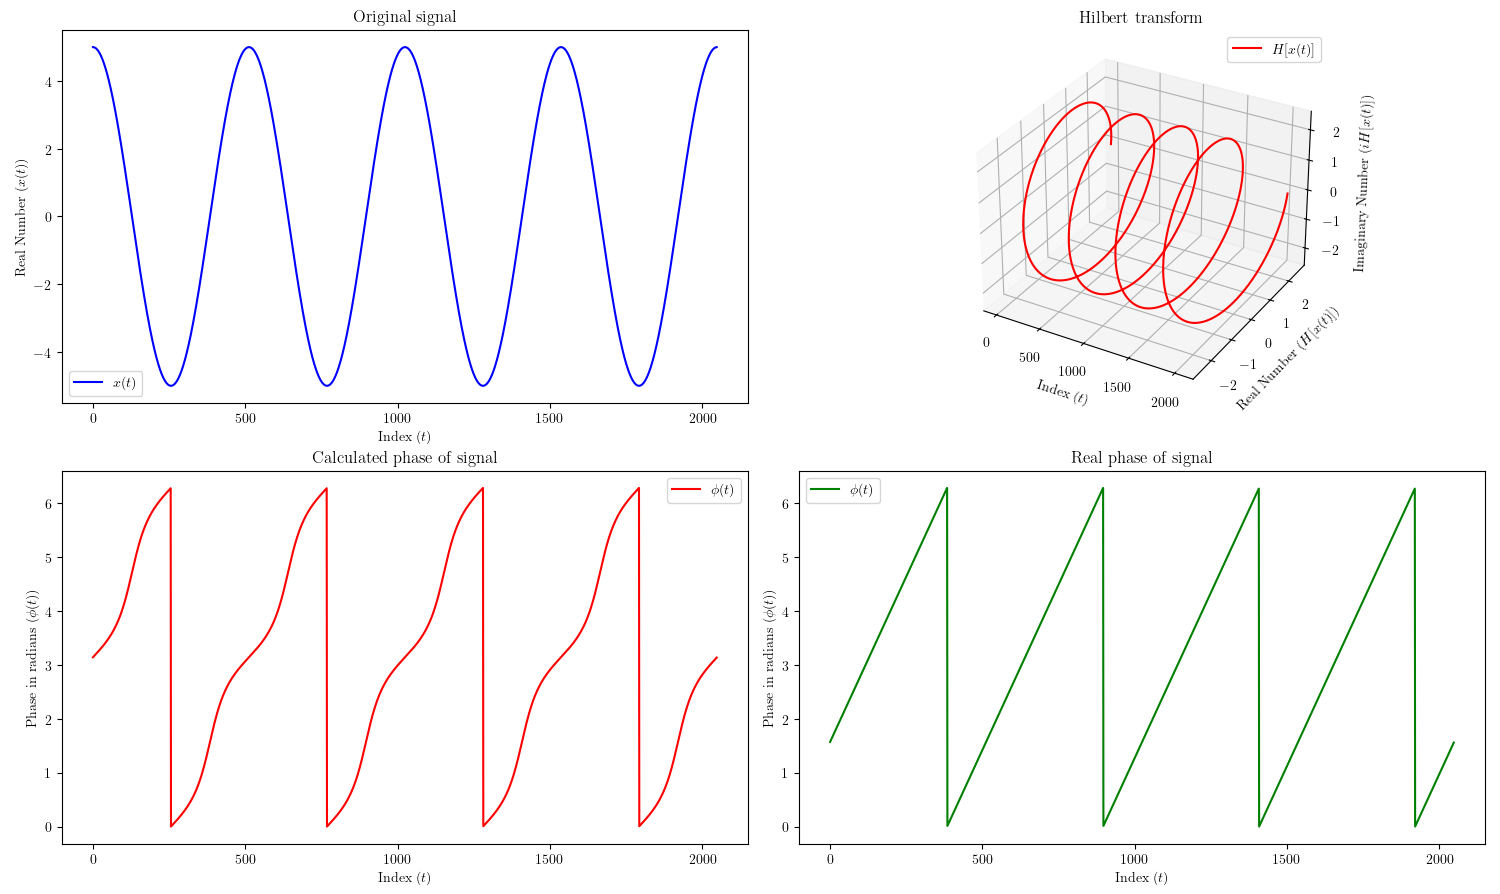 Original signal
Real Number (x(t))
4
2
0
−2
−4
x(t)
0
500
1000
1500
2000
Index (t)
Hilbert transform
H[x(t)]
Imaginary Number (iH[x(t)])
2
1
0
−1
−2
Real Number (H[x(t)])
2
1
0
−1
−2
0
500
1000
1500
2000
Index (t)
Calculated phase of signal
Phase in radians (ϕ(t))
6
5
4
3
2
1
0
ϕ(t)
0
500
1000
1500
2000
Index (t)
Real phase of signal
Phase in radians (ϕ(t))
6
5
4
3
2
1
0
ϕ(t)
0
500
1000
1500
2000
Index (t)